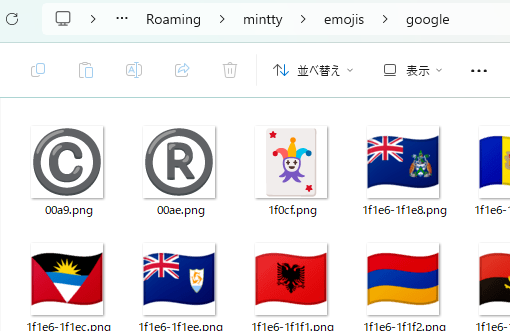 … Roaming > mintty > emojis > google
並べ替え 表示 …
00a9.png 00ae.png 1f0cf.png 1f1e6-1f1e8.png
1f1e6-1f1ec.png 1f1e6-1f1ee.png 1f1e6-1f1f1.png 1f1e6-1f1f2.png